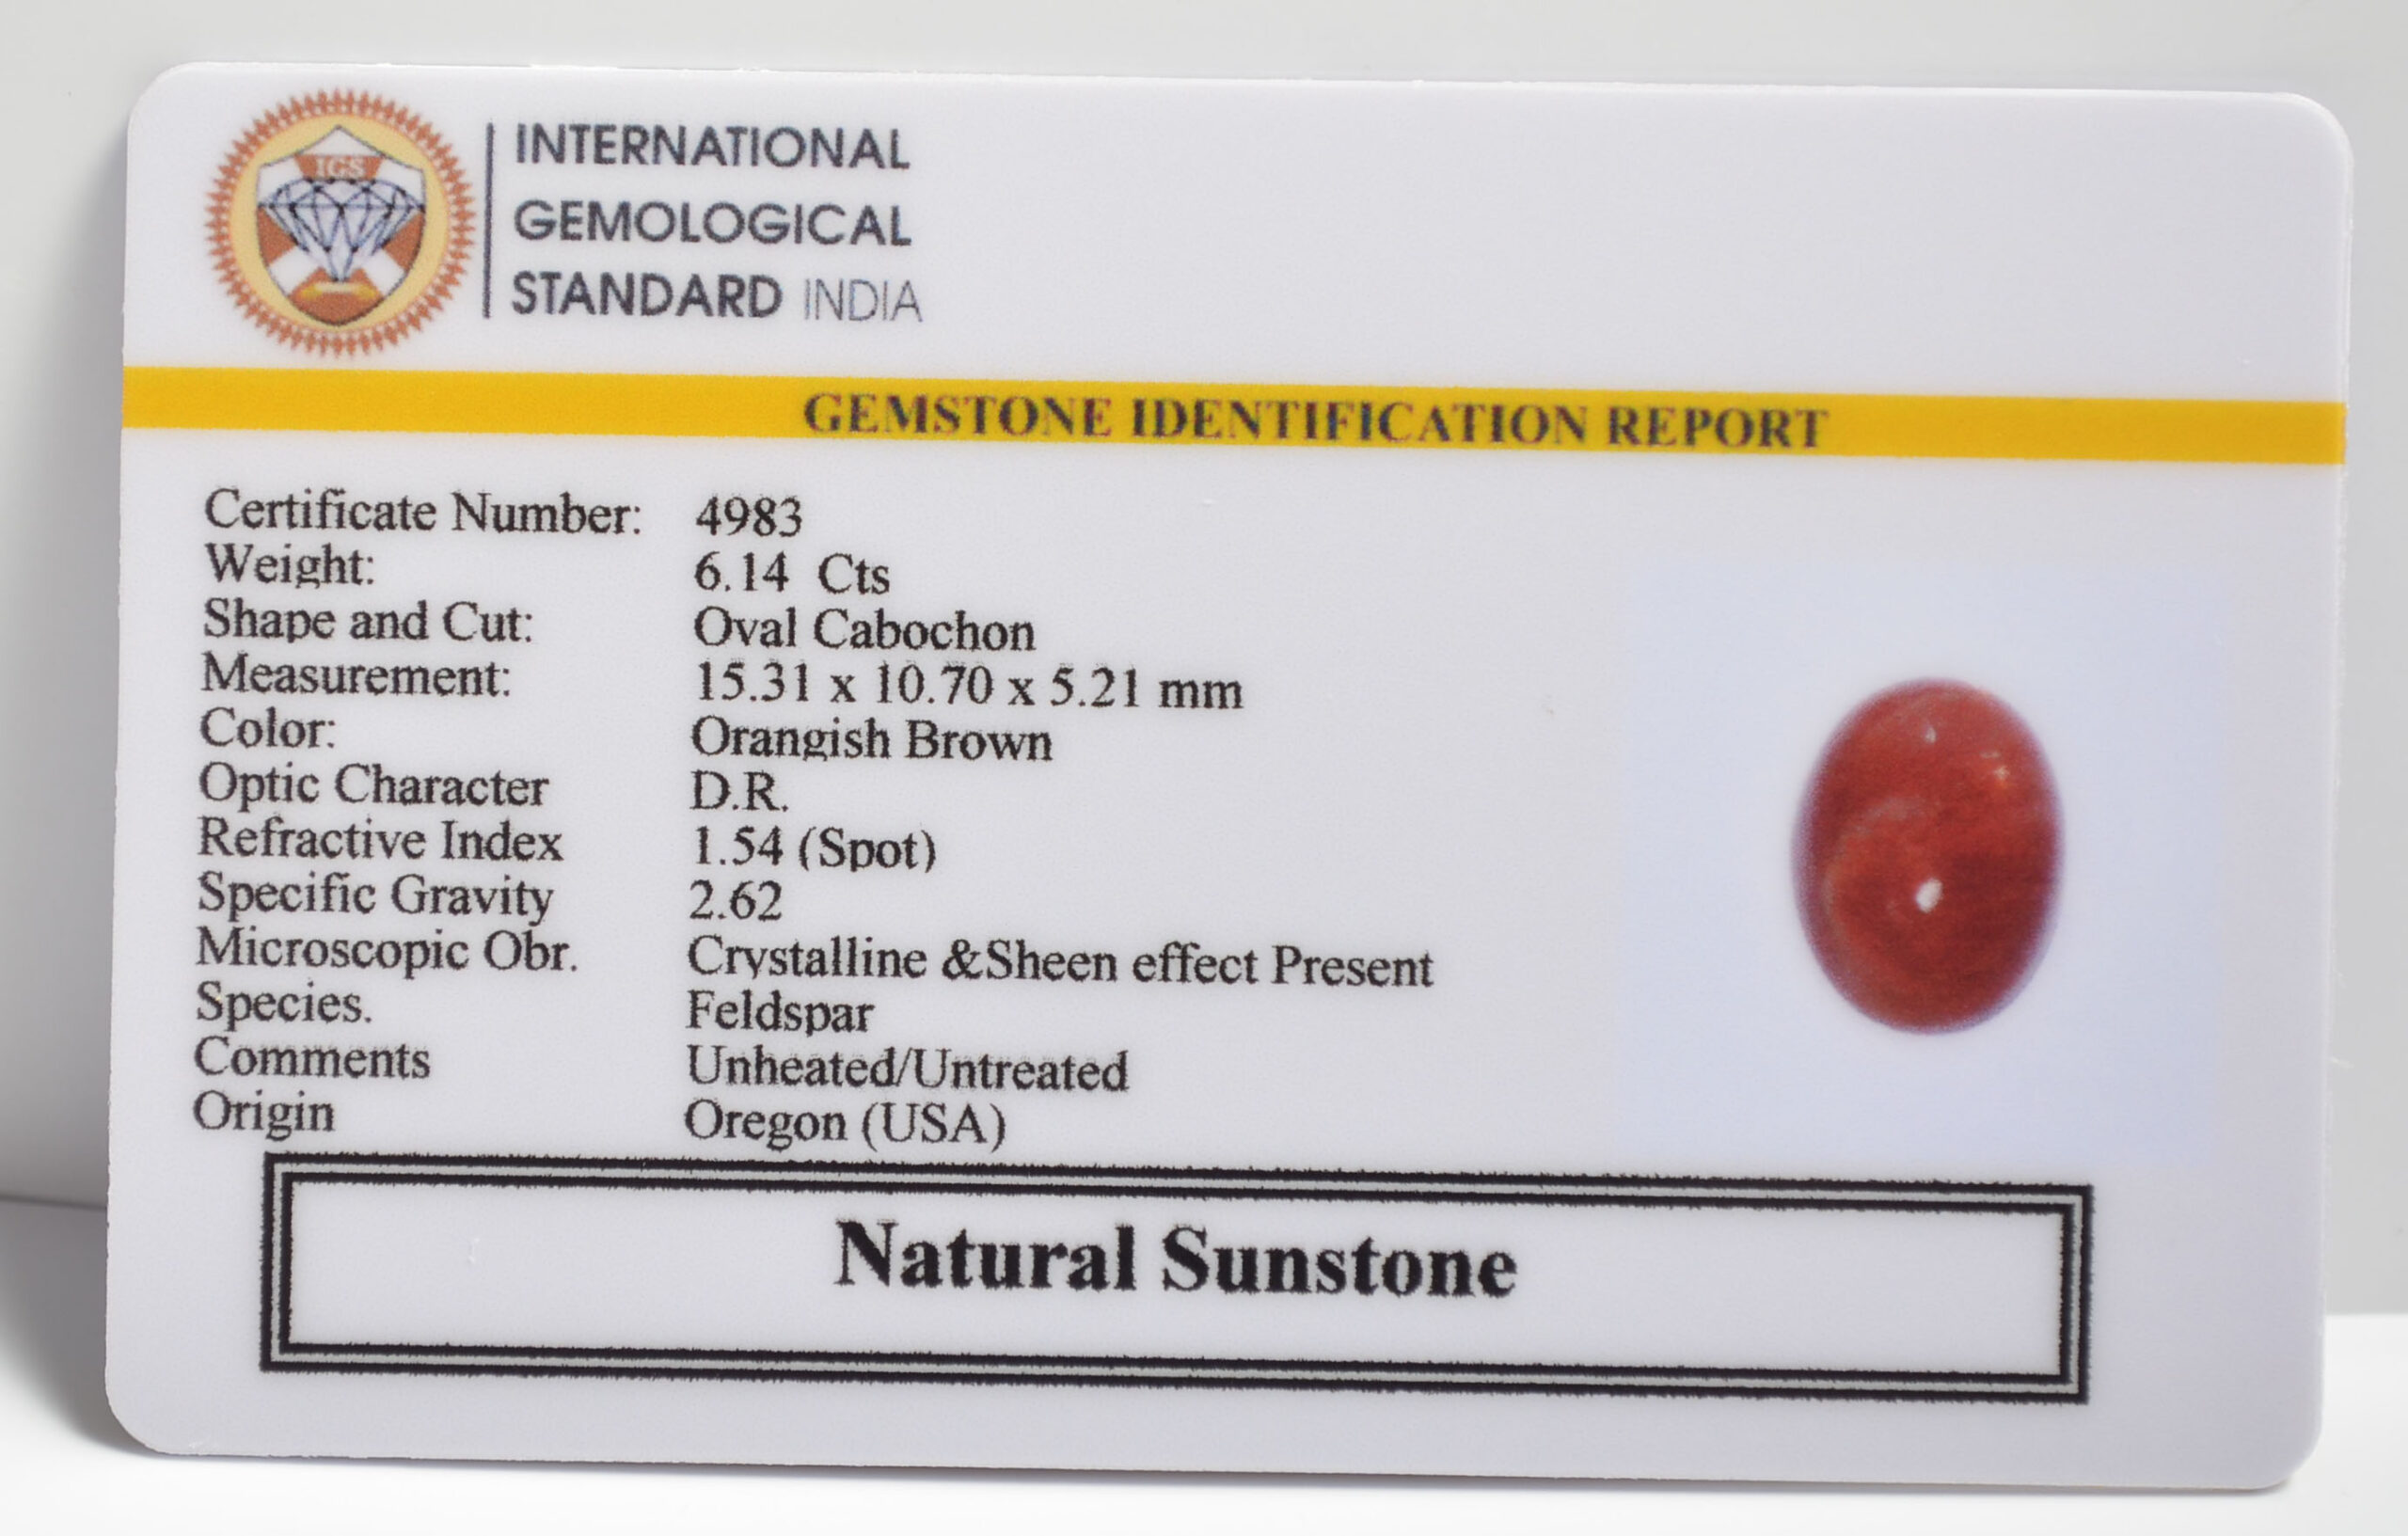 IGS
INTERNATIONAL
GEMOLOGICAL
STANDARD INDIA
GEMSTONE IDENTIFICATION REPORT
Certificate Number: 4983
Weight: 6.14 Cts
Shape and Cut: Oval Cabochon
Measurement: 15.31 x 10.70 x 5.21 mm
Color: Orangish Brown
Optic Character D.R.
Refractive Index 1.54 (Spot)
Specific Gravity 2.62
Microscopic Obr. Crystalline &Sheen effect Present
Species. Feldspar
Comments Unheated/Untreated
Origin Oregon (USA)
Natural Sunstone